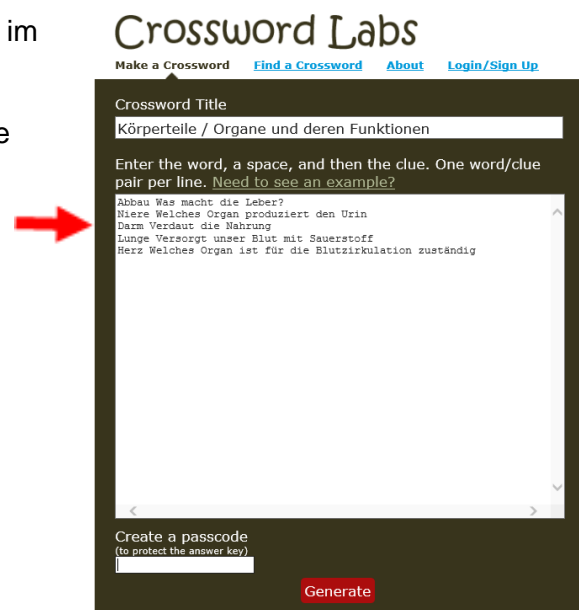 im
Crossword Labs
Make a Crossword Find a Crossword About Login/Sign Up
e
Crossword Title
Körperteile / Organe und deren Funktionen
Enter the word, a space, and then the clue. One word/clue
pair per line. Need to see an example?
Abbau Was macht die Leber?
Niere Welches Organ produziert den Urin
Darm Verdaut die Nahrung
Lunge Versorgt unser Blut mit Sauerstoff
Herz Welches Organ ist für die Blutzirkulation zuständig
Create a passcode
(to protect the answer key)
Generate